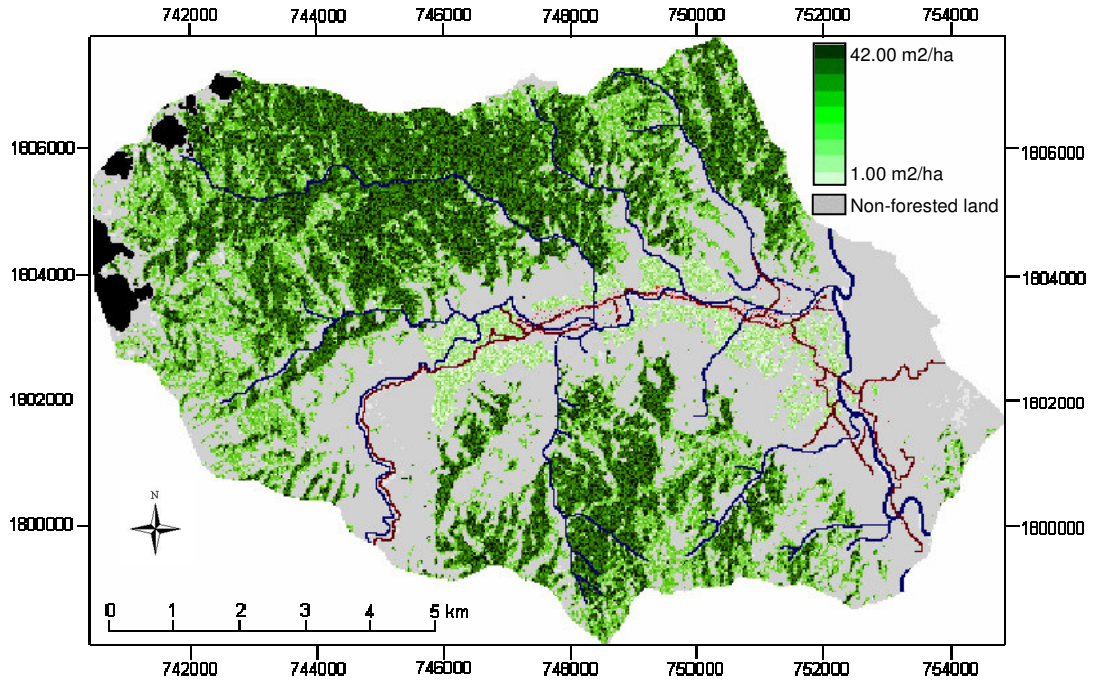 742000 744000 746000 748000 750000 752000 754000
42.00 m2/ha
1806000 1806000
1.00 m2/ha
Non-forested land
1804000 1804000
1802000 1802000
N
1800000 1800000
0 1 2 3 4 5 km
742000 744000 746000 748000 750000 752000 754000